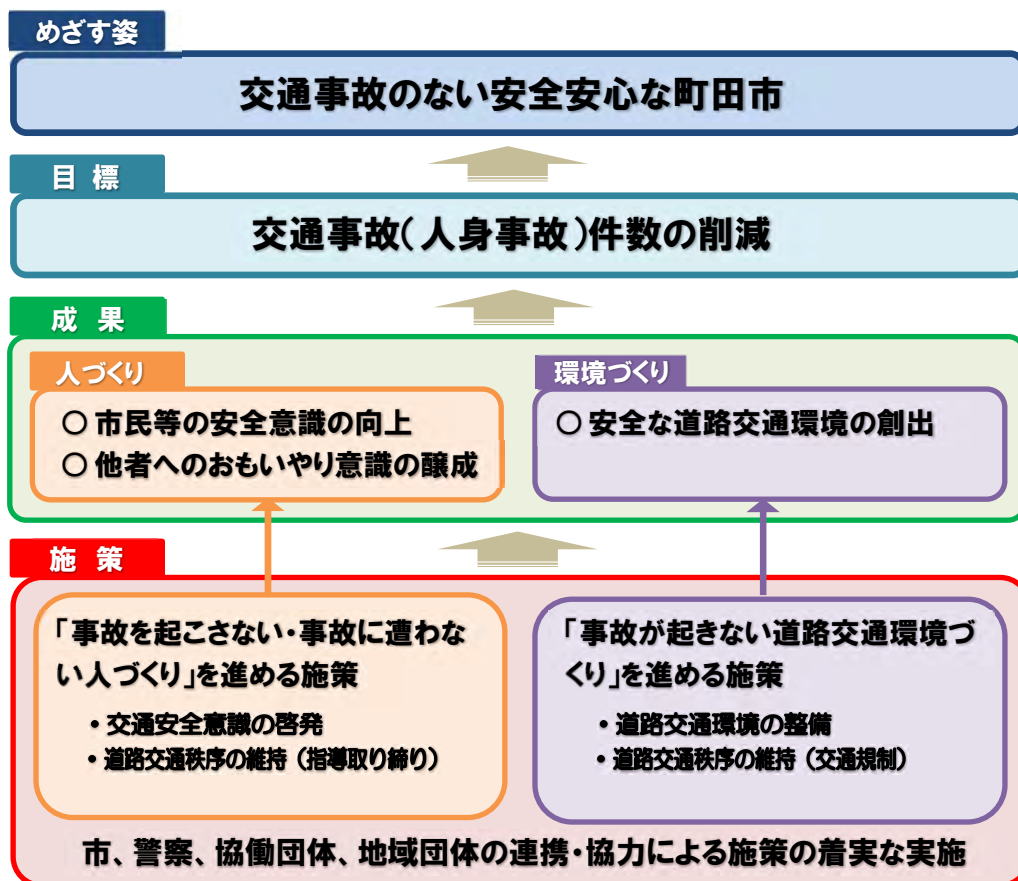 めざす姿
交通事故のない安全安心な町田市
目 標
交通事故(人身事故)件数の削減
成 果
人づくり
○ 市民等の安全意識の向上
○ 他者へのおもいやり意識の醸成
環境づくり
○ 安全な道路交通環境の創出
施 策
「事故を起こさない・事故に遭わな
い人づくり」を進める施策
・交通安全意識の啓発
・道路交通秩序の維持（指導取り締り）
「事故が起きない道路交通環境づ
くり」を進める施策
・道路交通環境の整備
・道路交通秩序の維持（交通規制）
市、警察、協働団体、地域団体の連携・協力による施策の着実な実施